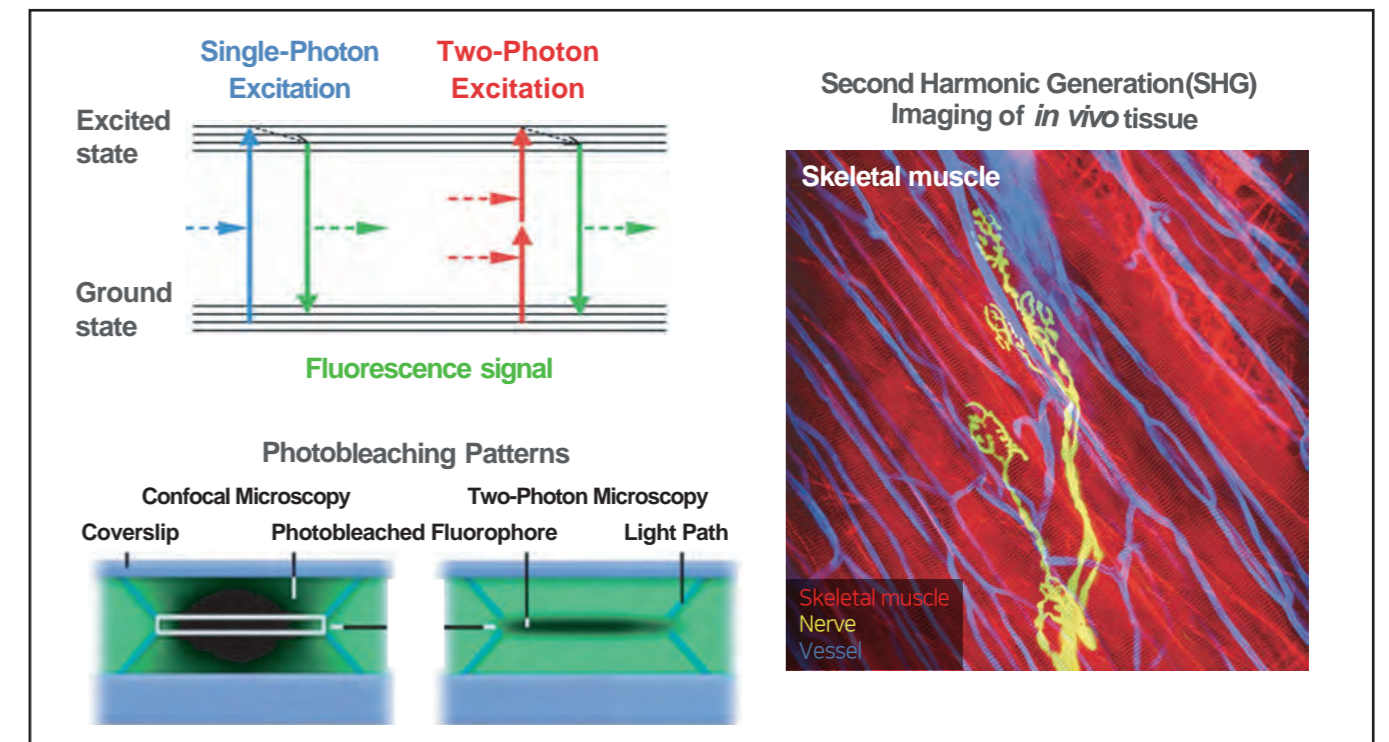 Single-Photon
Excitation
Two-Photon
Excitation
Excited
state
Ground
state
Fluorescence signal
Photobleaching Patterns
Confocal Microscopy
Two-Photon Microscopy
Coverslip
Photobleached Fluorophore
Light Path
Second Harmonic Generation(SHG)
Imaging of in vivo tissue
Skeletal muscle
Skeletal muscle
Nerve
Vessel